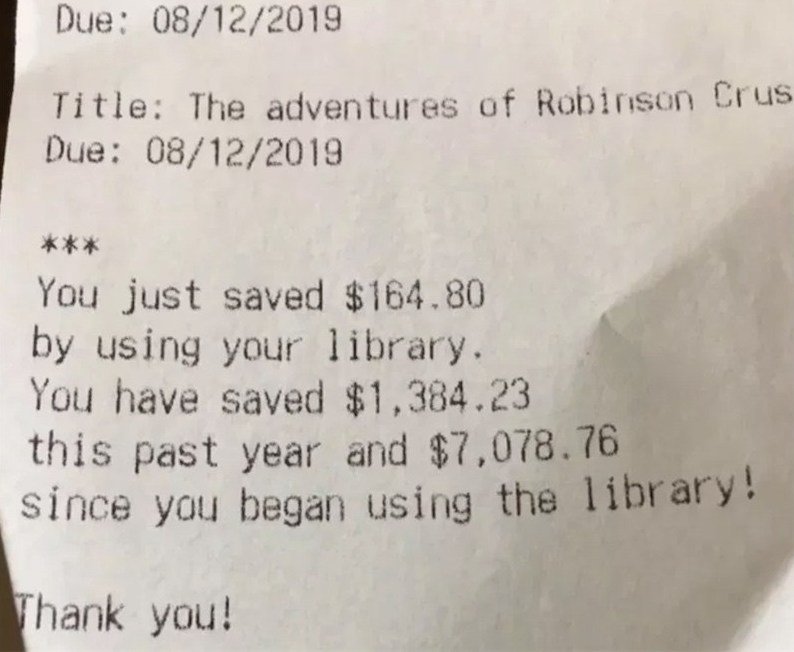 Due: 08/12/2019
Title: The adventures of Robinson Crus
Due: 08/12/2019
***
You just saved $164.80
by using your library.
You have saved $1,384.23
this past year and $7,078.76
since you began using the library!
Thank you!